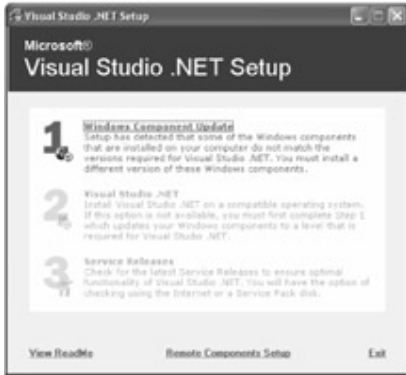 Visual Studio .NET Setup
Microsoft®
Visual Studio .NET Setup
1
Windows Component Update
Setup has detected that some of the Windows components
that are installed on your computer do not match the
versions required for Visual Studio .NET. You must install a
different version of these Windows components.
2
Visual Studio .NET
Install Visual Studio .NET on a compatible operating system.
If this option is not available, you must first complete Step 1
which updates your Windows components to a level that is
required for Visual Studio .NET.
3
Service Releases
Check for the latest Service Releases to ensure optimal
functionality of Visual Studio .NET. You will have the option of
checking using the Internet or a Service Pack disk.
View ReadMe Remote Components Setup Exit